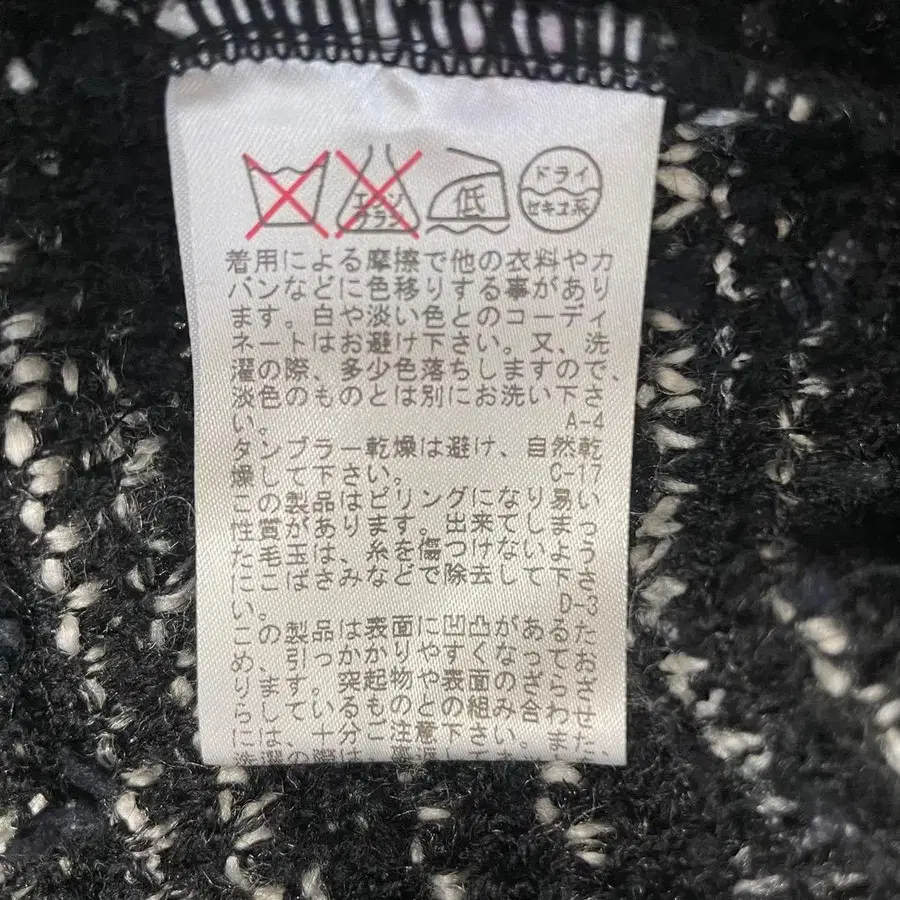 エンソ
サラシ
低
ドライ
セキユ系
着用による摩擦で他の衣料やカ
バンなどに色移りする事があり
ます。白や淡い色とのコーディ
ネートはお避け下さい。又、洗
濯の際、多少色落ちしますので、
淡色のものとは別にお洗い下さ
い。 A-4
タンブラー乾燥は避け、自然乾
燥して下さい。 C-17
この製品はピリングになり易い
性質があります。出来てしまっ
た毛玉は、糸を傷つけないよう
にこばさみなどで除去して下さ
い。 D-3
この製品は表面に凹凸があるた
め、引っかかりやすくなってお
ります。突起物や表面のざらざ
らしているものとの組み合わせ
には、十分ご注意下さい。また、